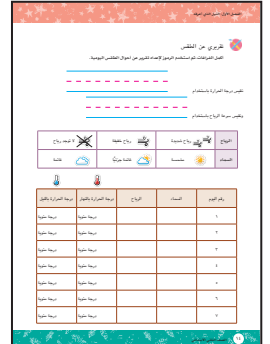 تقريري عن الطقس
أكمل الفراغات، ثم استخدم الرموز لإعداد تقرير عن أحوال الطقس اليومية.
نقيس درجة الحرارة باستخدام
ونقيس سرعة الرياح باستخدام
الرياح رياح شديدة رياح خفيفة لا توجد رياح
السماء مشمسة غائمة جزئيًّا غائمة
رقم اليوم السماء الرياح درجة الحرارة بالنهار درجة الحرارة بالليل
١ درجة مئوية درجة مئوية
٢ درجة مئوية درجة مئوية
٣ درجة مئوية درجة مئوية
٤ درجة مئوية درجة مئوية
٥ درجة مئوية درجة مئوية
٦ درجة مئوية درجة مئوية
٧ درجة مئوية درجة مئوية